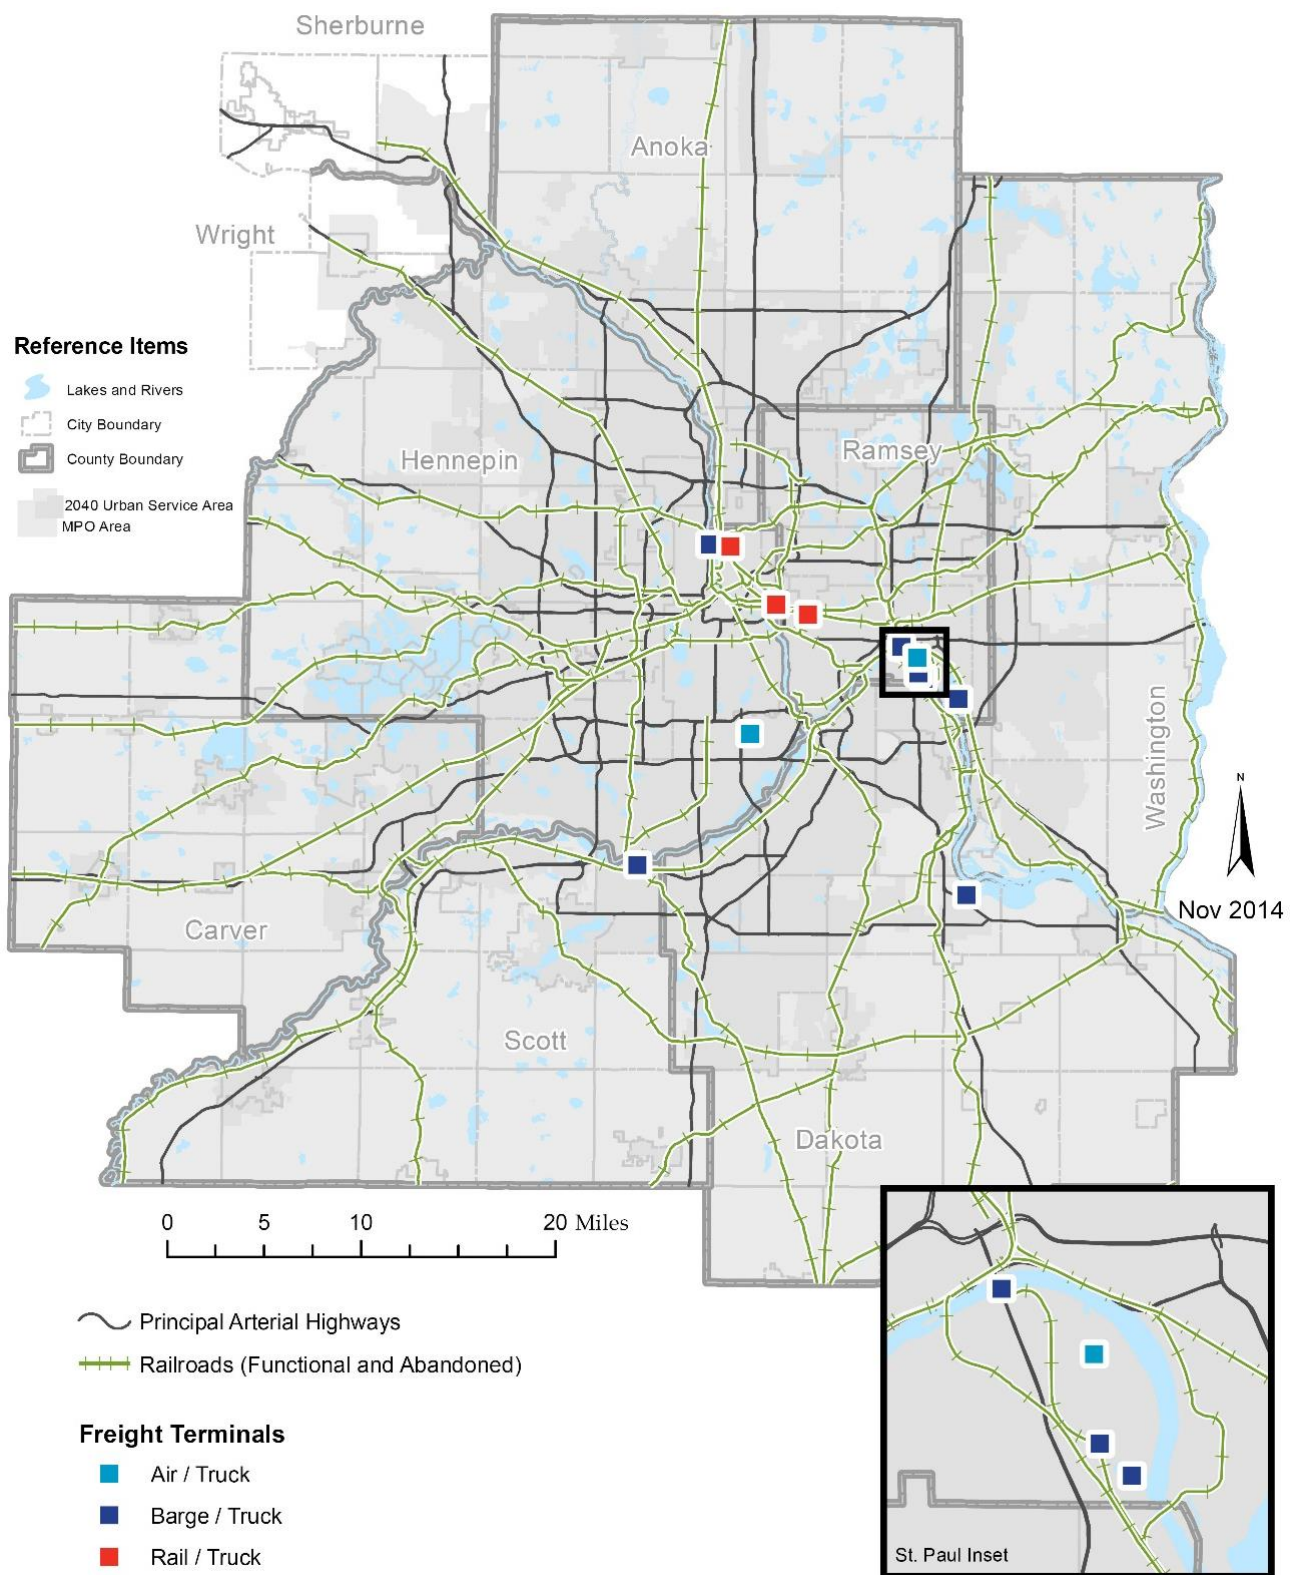 Sherburne
Anoka
Wright
Reference Items
Lakes and Rivers
City Boundary
County Boundary
2040 Urban Service Area
MPO Area
Hennepin
Ramsey
Washington
N
Nov 2014
Carver
Scott
Dakota
0 5 10 20 Miles
Principal Arterial Highways
Railroads (Functional and Abandoned)
Freight Terminals
Air / Truck
Barge / Truck
Rail / Truck
St. Paul Inset